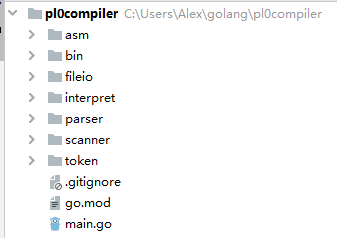 pl0compiler C:\Users\Alex\golang\pl0compiler
asm
bin
fileio
interpret
parser
scanner
token
.gitignore
go.mod
main.go